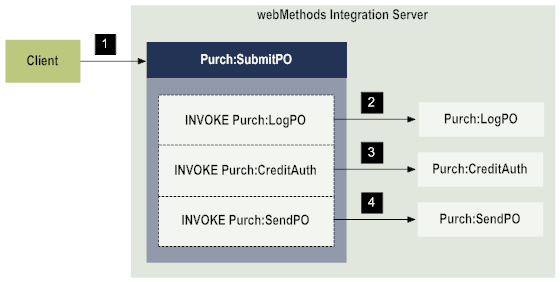 webMethods Integration Server
1
Client
Purch:SubmitPO
2
INVOKE Purch:LogPO
Purch:LogPO
3
INVOKE Purch:CreditAuth
Purch:CreditAuth
4
INVOKE Purch:SendPO
Purch:SendPO